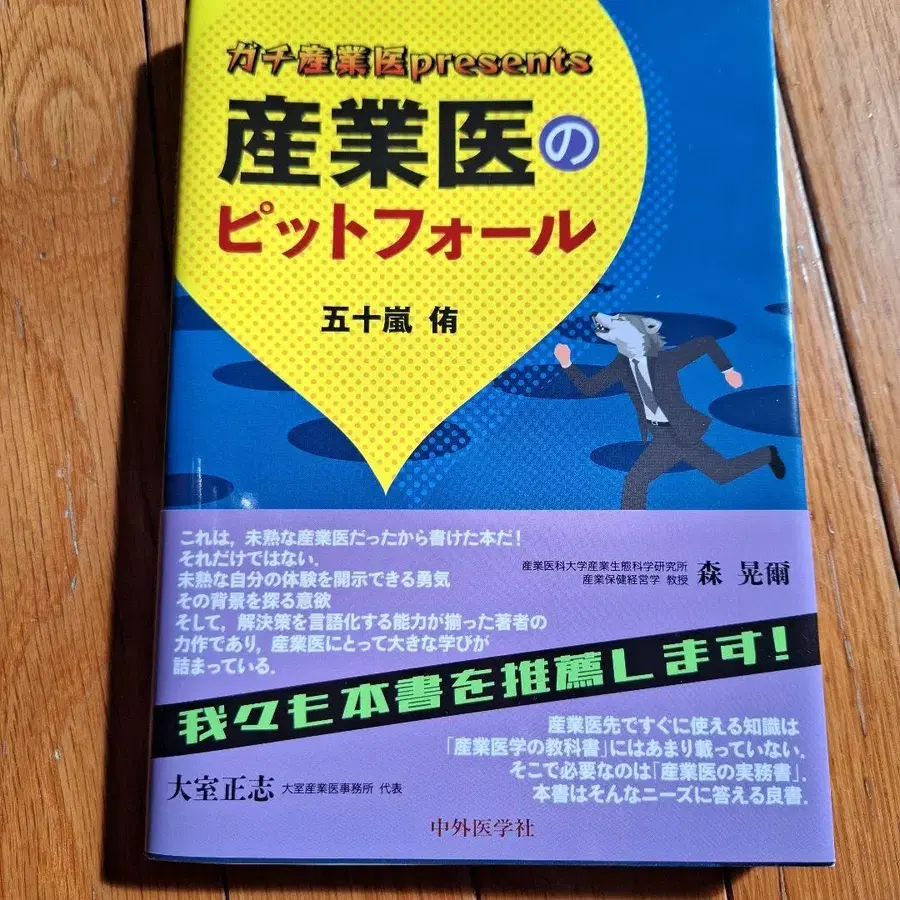 ガチ産業医presents
産業医の
ピットフォール
五十嵐 侑
これは,未熟な産業医だったから書けた本だ!
それだけではない.
未熟な自分の体験を開示できる勇気
その背景を探る意欲
そして,解決策を言語化する能力が揃った著者の
力作であり,産業医にとって大きな学びが
詰まっている.
産業医科大学産業生態科学研究所
産業保健経営学 教授
森 晃爾
我々も本書を推薦します!
産業医先ですぐに使える知識は
「産業医学の教科書」にはあまり載っていない.
そこで必要なのは「産業医の実務書」.
本書はそんなニーズに答える良書.
大室正志 大室産業医事務所 代表
中外医学社